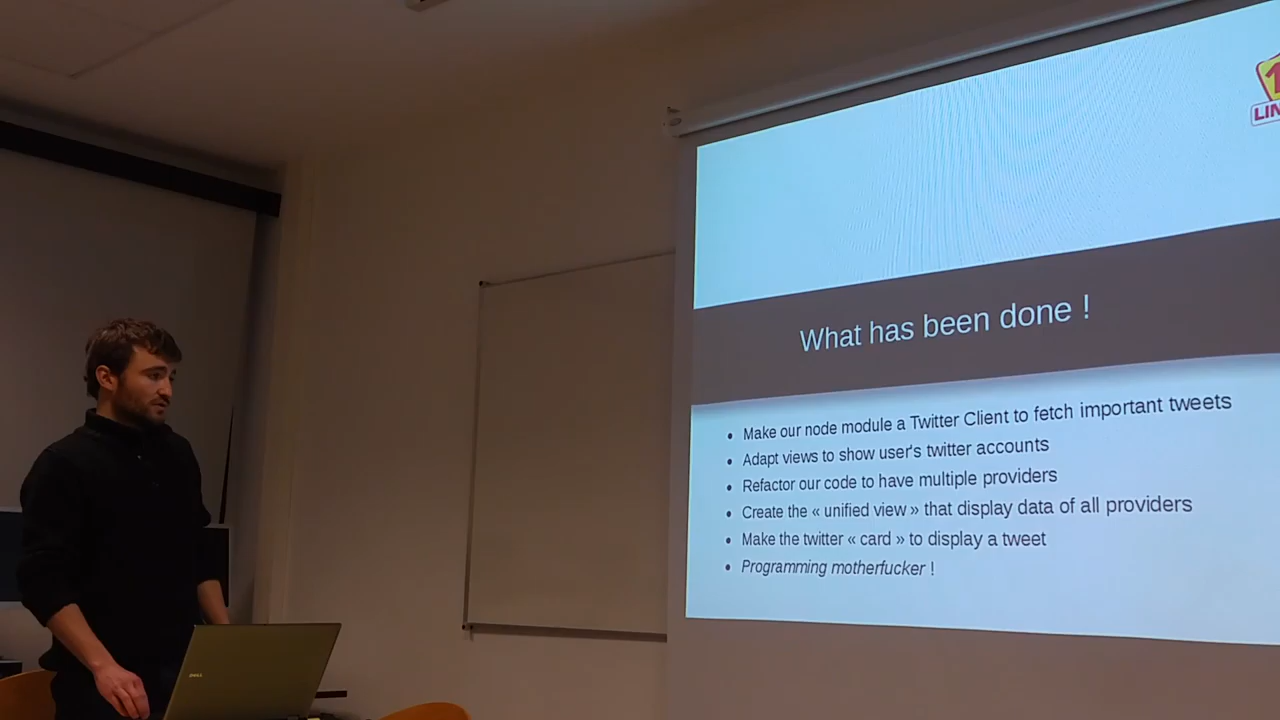 What has been done !
Make our node module a Twitter Client to fetch important tweets
Adapt views to show user's twitter accounts
Refactor our code to have multiple providers
Create the « unified view » that display data of all providers
Make the twitter « card » to display a tweet
Programming motherfucker !
DELL